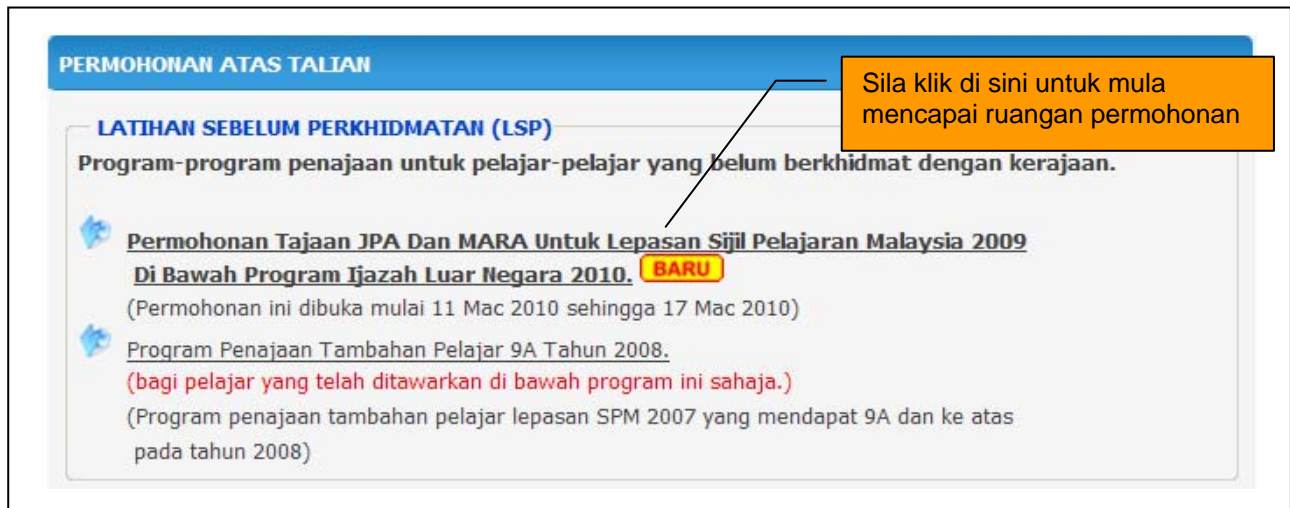 PERMOHONAN ATAS TALIAN
Sila klik di sini untuk mula
mencapai ruangan permohonan
LATIHAN SEBELUM PERKHIDMATAN (LSP)
Program-program penajaan untuk pelajar-pelajar yang belum berkhidmat dengan kerajaan.
Permohonan Tajaan JPA Dan MARA Untuk Lepasan Sijil Pelajaran Malaysia 2009
Di Bawah Program Ijazah Luar Negara 2010. BARU
(Permohonan ini dibuka mulai 11 Mac 2010 sehingga 17 Mac 2010)
Program Penajaan Tambahan Pelajar 9A Tahun 2008.
(bagi pelajar yang telah ditawarkan di bawah program ini sahaja.)
(Program penajaan tambahan pelajar lepasan SPM 2007 yang mendapat 9A dan ke atas
pada tahun 2008)